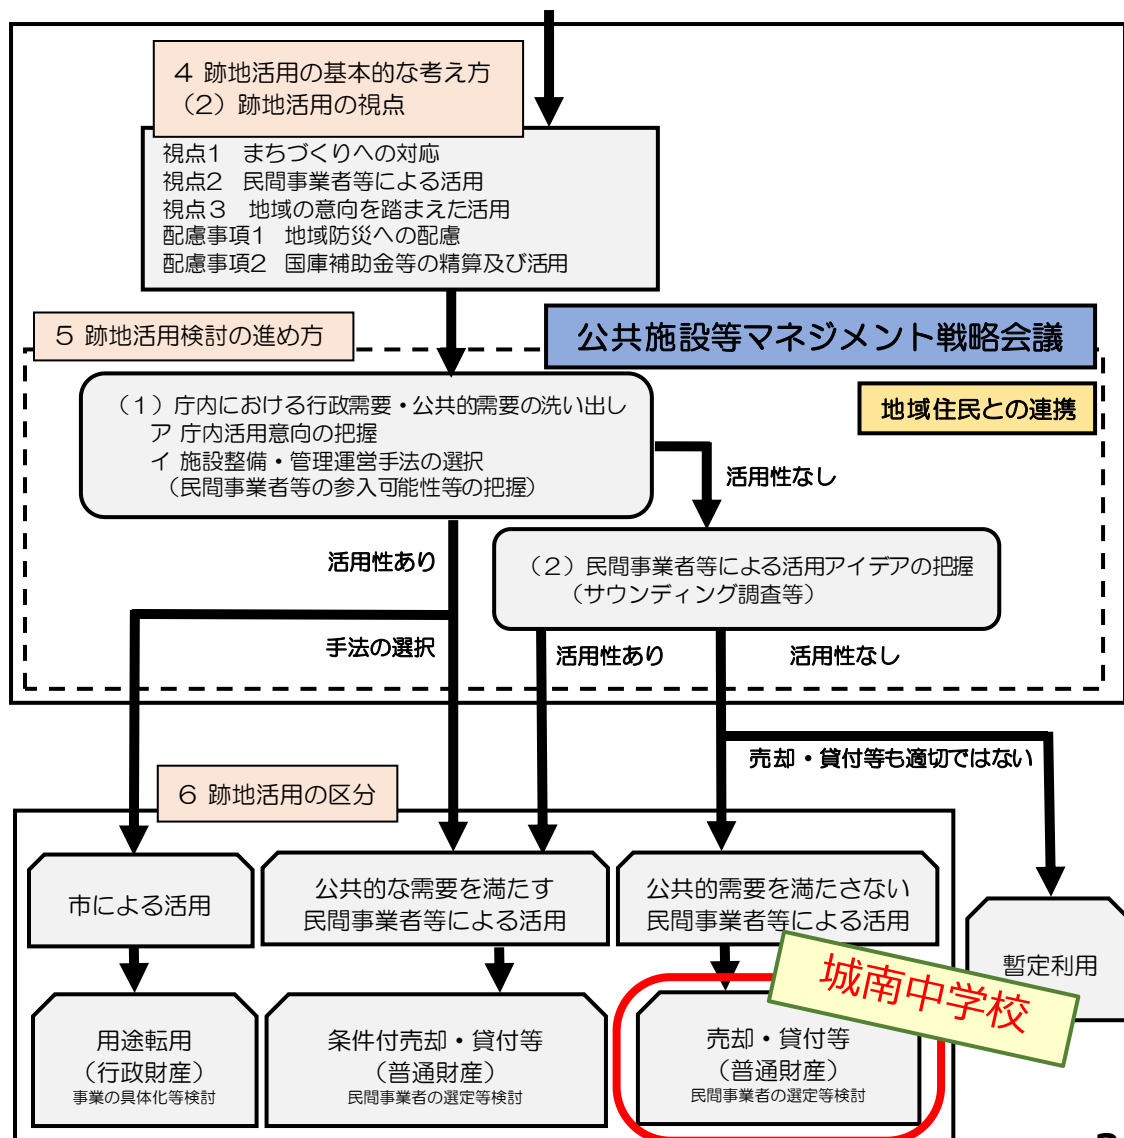 ４ 跡地活用の基本的な考え方
（２）跡地活用の視点
視点１　まちづくりへの対応
視点２　民間事業者等による活用
視点３　地域の意向を踏まえた活用
配慮事項１　地域防災への配慮
配慮事項２　国庫補助金等の精算及び活用
５ 跡地活用検討の進め方
公共施設等マネジメント戦略会議
地域住民との連携
（１）庁内における行政需要・公共的需要の洗い出し
ア 庁内活用意向の把握
イ 施設整備・管理運営手法の選択
（民間事業者等の参入可能性等の把握）
活用性なし
活用性あり
（２）民間事業者等による活用アイデアの把握
（サウンディング調査等）
手法の選択
活用性あり
活用性なし
売却・貸付等も適切ではない
６ 跡地活用の区分
市による活用
公共的な需要を満たす
民間事業者等による活用
公共的需要を満たさない
民間事業者等による活用
暫定利用
城南中学校
用途転用
（行政財産）
事業の具体化等検討
条件付売却・貸付等
（普通財産）
民間事業者の選定等検討
売却・貸付等
（普通財産）
民間事業者の選定等検討